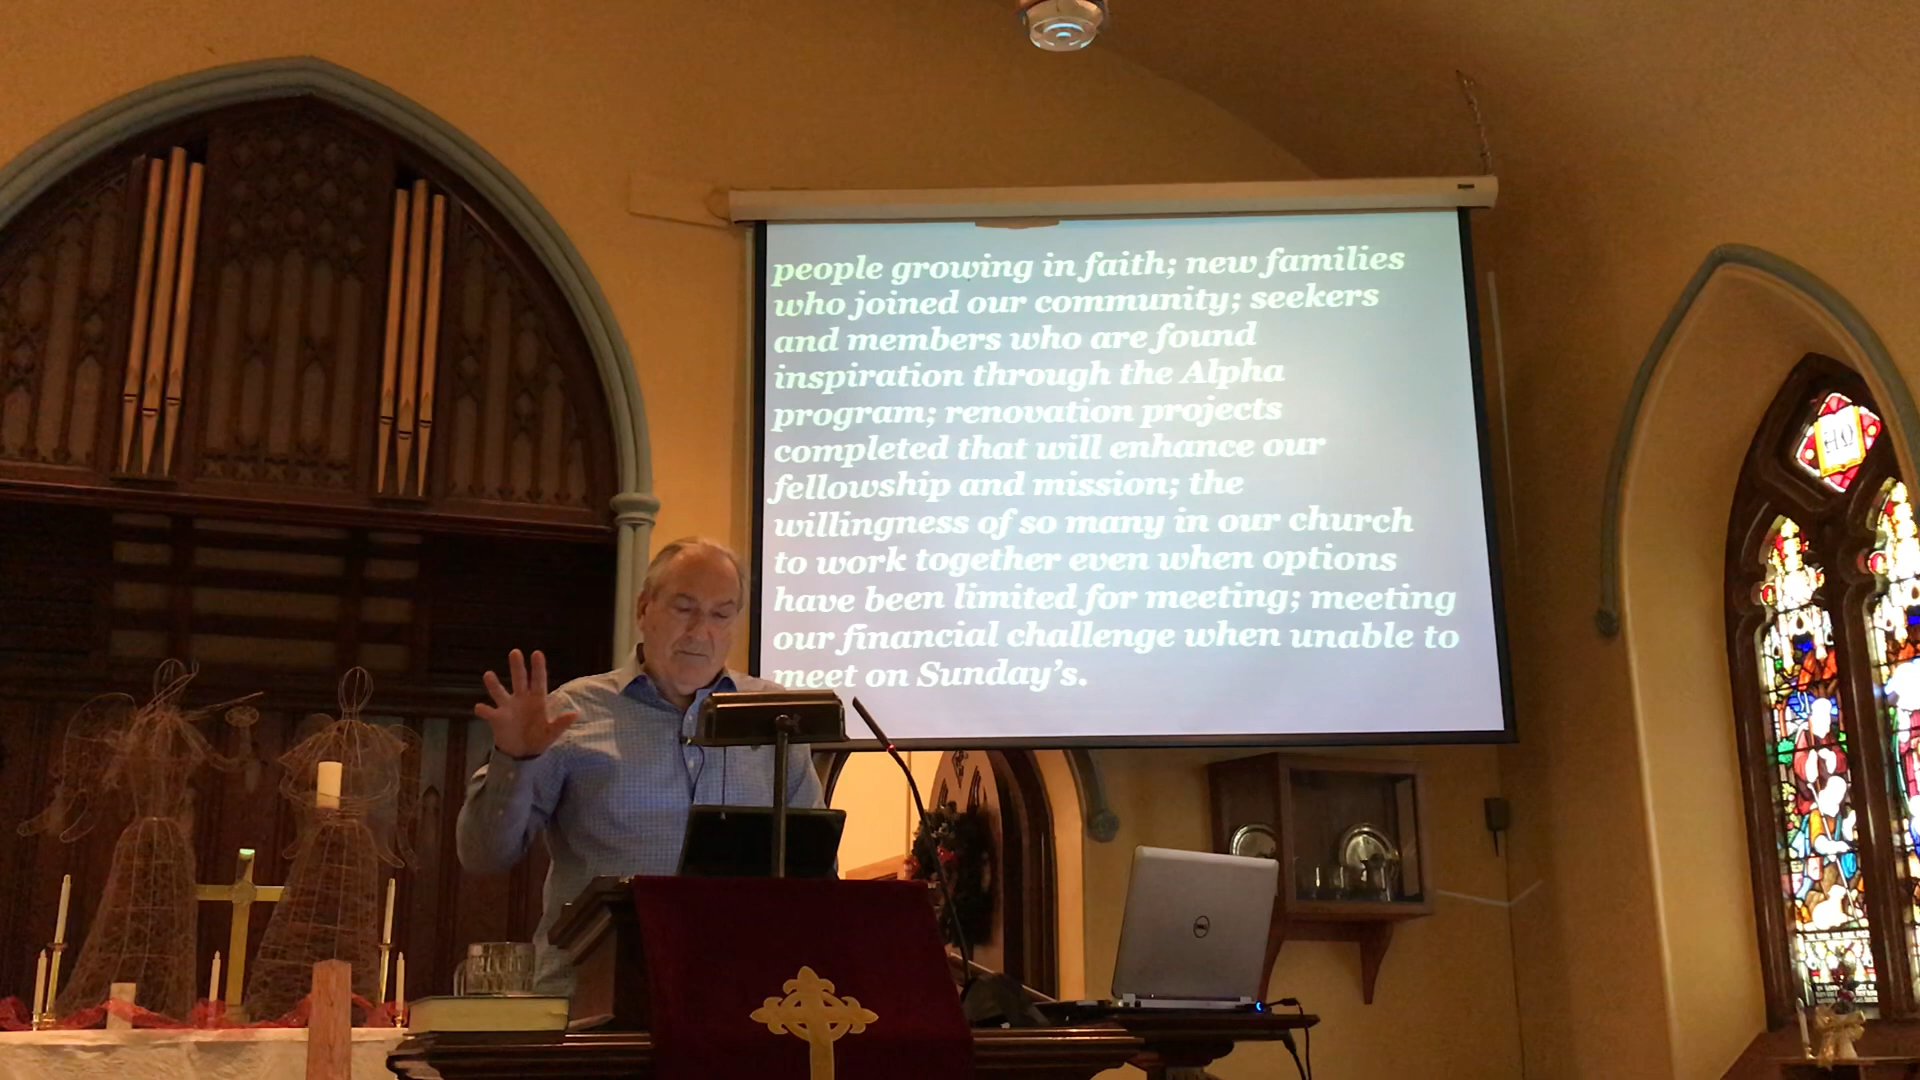 people growing in faith; new families
who joined our community; seekers
and members who are found
inspiration through the Alpha
program; renovation projects
completed that will enhance our
fellowship and mission; the
willingness of so many in our church
to work together even when options
have been limited for meeting; meeting
our financial challenge when unable to
meet on Sunday's.
DELL
ΑΩ